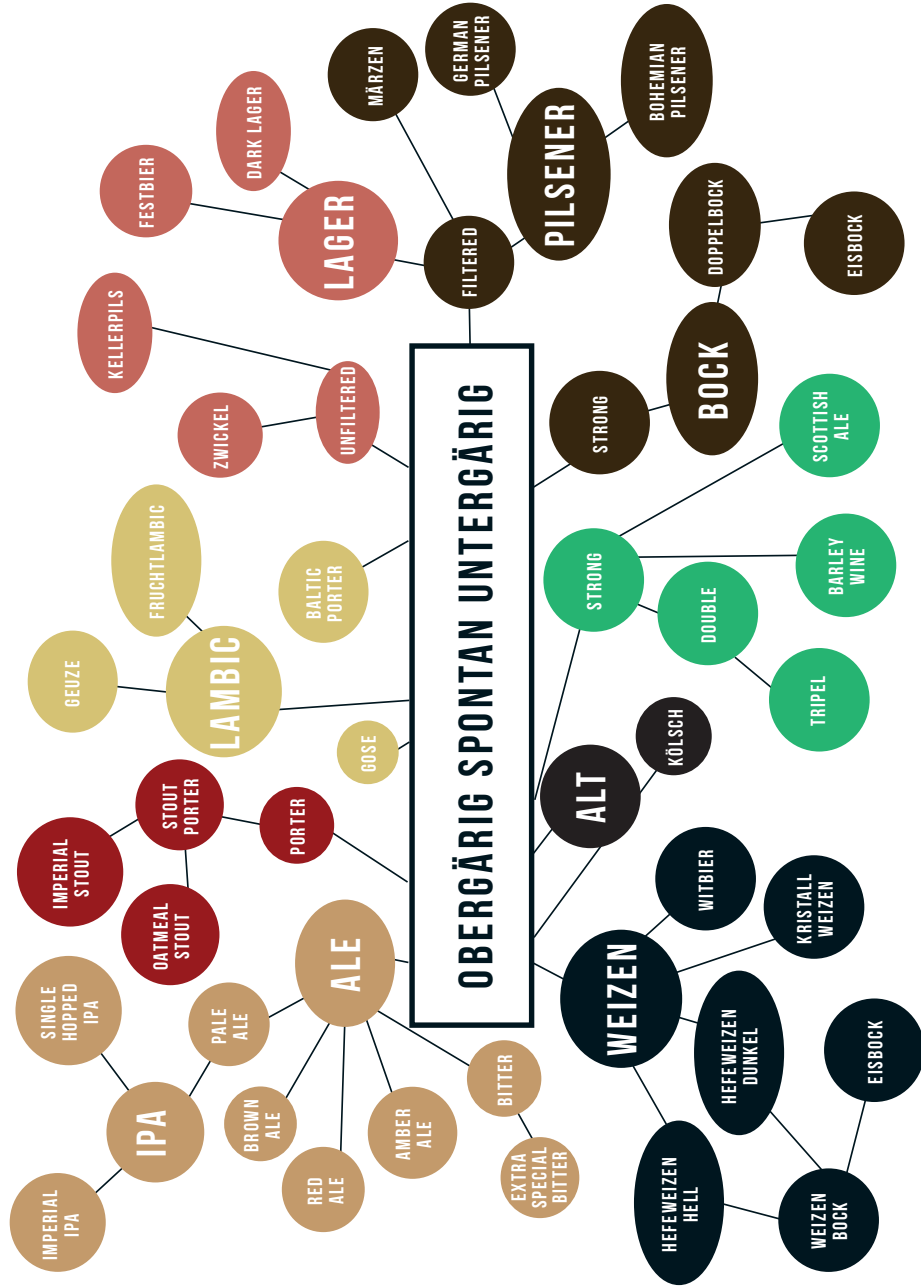 IMPERIAL
IPA
IPA
SINGLE
HOPPED
IPA
PALE
ALE
BROWN
ALE
RED
ALE
AMBER
ALE
BITTER
EXTRA
SPECIAL
BITTER
ALE
IMPERIAL
STOUT
OATMEAL
STOUT
STOUT
PORTER
PORTER
GEUZE
FRUCHTLAMBIC
LAMBIC
GOSE
BALTIC
PORTER
KELLERPILS
ZWICKEL
UNFILTERED
FESTBIER
DARK LAGER
LAGER
MÄRZEN
FILTERED
GERMAN
PILSENER
PILSENER
BOHEMIAN
PILSENER
OBERGÄRIG SPONTAN UNTERGÄRIG
WEIZEN
HEFEWEIZEN
HELL
HEFEWEIZEN
DUNKEL
WEIZEN
BOCK
EISBOCK
WITBIER
KRISTALL
WEIZEN
ALT
KÖLSCH
STRONG
DOUBLE
TRIPEL
BARLEY
WINE
SCOTTISH
ALE
STRONG
BOCK
DOPPELBOCK
EISBOCK